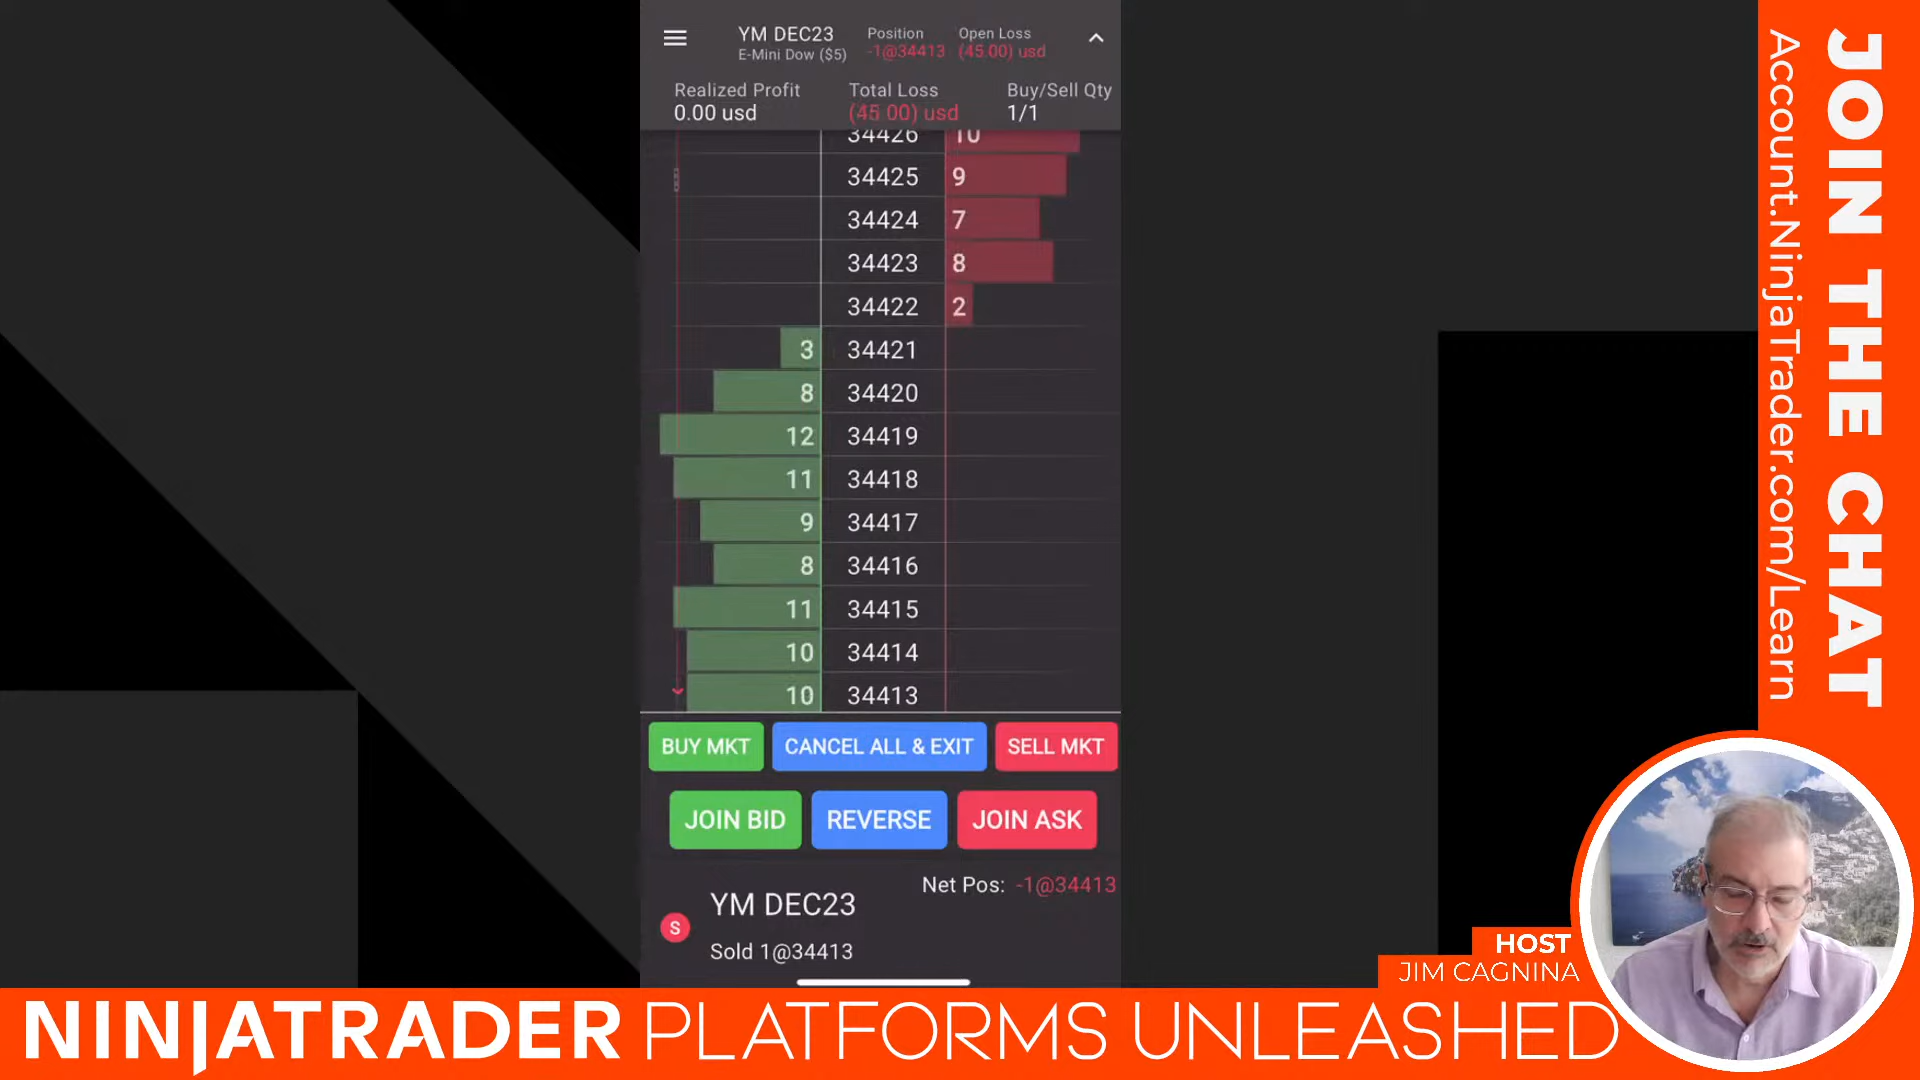 YM DEC23
E-Mini Dow ($5)
Position
-1@34413
Open Loss
(45.00) usd
Realized Profit
0.00 usd
Total Loss
(45.00) usd
Buy/Sell Qty
1/1
34426 10
34425 9
34424 7
34423 8
34422 2
3 34421
8 34420
12 34419
11 34418
9 34417
8 34416
11 34415
10 34414
10 34413
BUY MKT CANCEL ALL & EXIT SELL MKT
JOIN BID REVERSE JOIN ASK
Net Pos: -1@34413
YM DEC23
S
Sold 1@34413
JOIN THE CHAT
Account.NinjaTrader.com/Learn
HOST
JIM CAGNINA
NINJATRADER PLATFORMS UNLEASHED